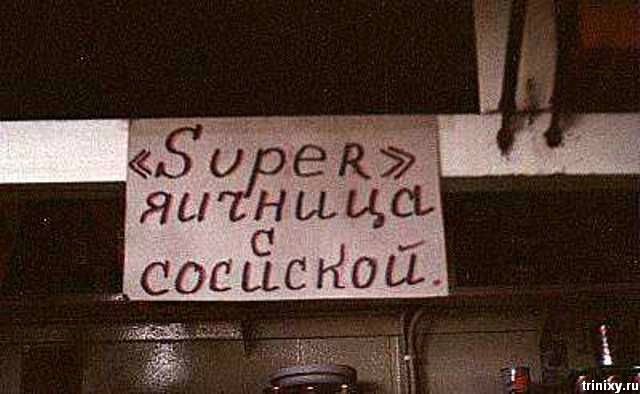 «SupeR»
яичница
с
сосиской.
trinixy.ru